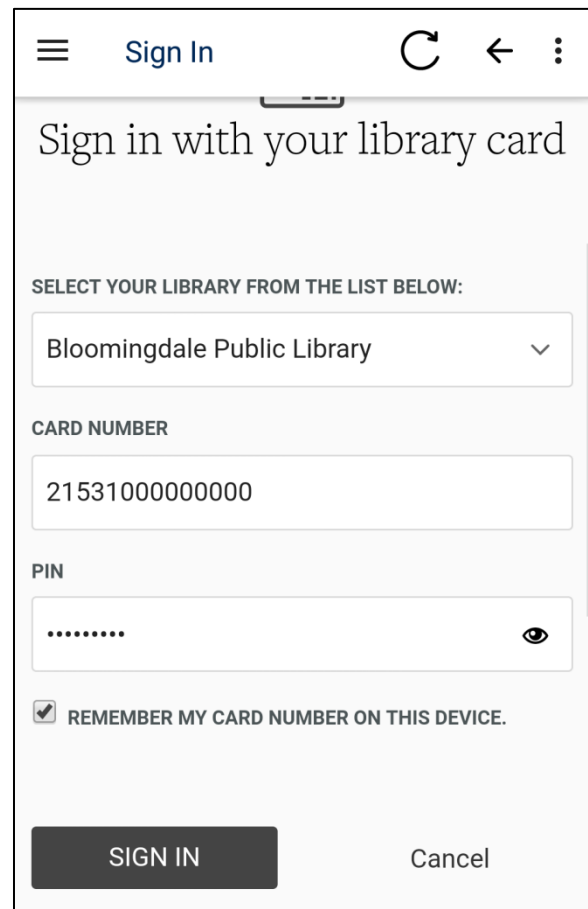 Sign In
Sign in with your library card
SELECT YOUR LIBRARY FROM THE LIST BELOW:
Bloomingdale Public Library
CARD NUMBER
21531000000000
PIN
•••••••••
REMEMBER MY CARD NUMBER ON THIS DEVICE.
SIGN IN Cancel